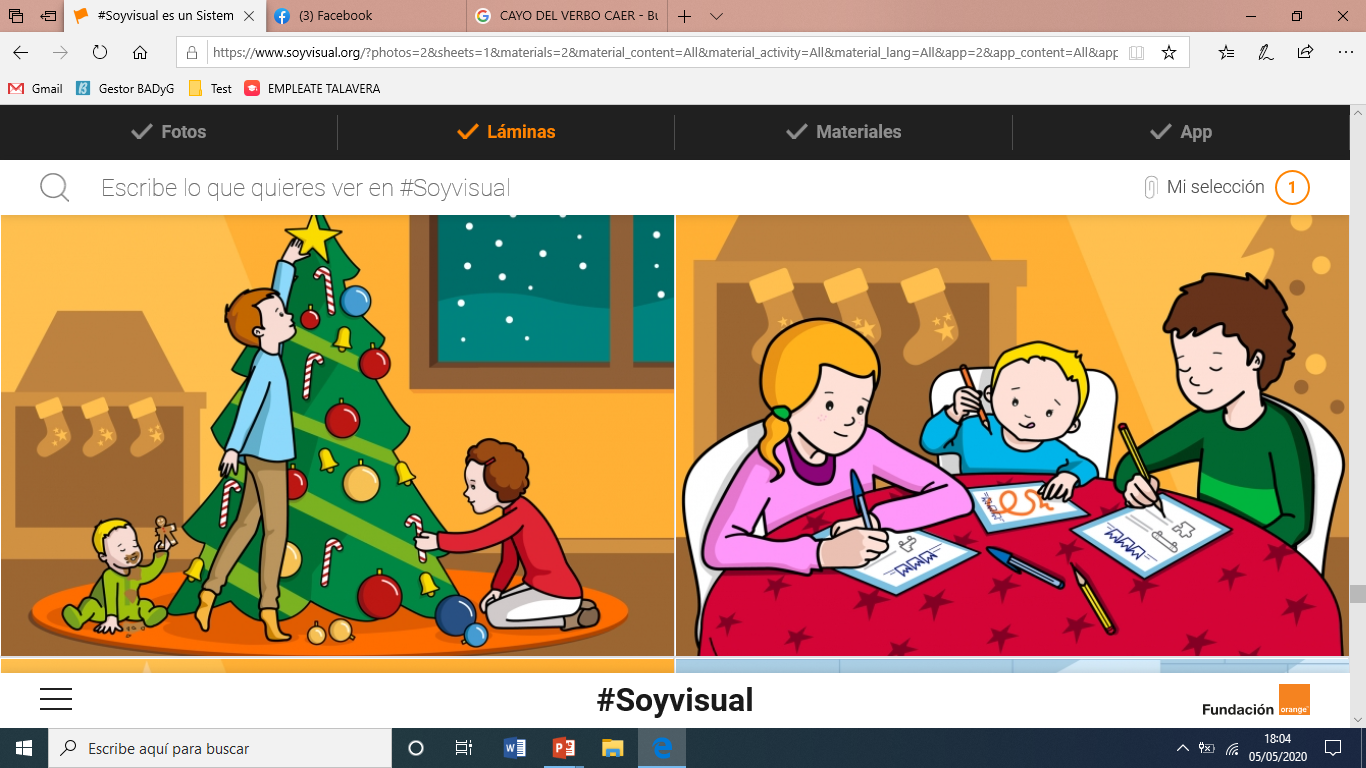 #Soyvisual es un Sistem
(3) Facebook
CAYO DEL VERBO CAER - Bu
https://www.soyvisual.org/?photos=2&sheets=1&materials=2&material_content=All&material_activity=All&material_lang=All&app=2&app_content=All&app
Gmail
Gestor BADyG
Test
EMPLEATE TALAVERA
Fotos
Láminas
Materiales
App
Escribe lo que quieres ver en #Soyvisual
Mi selección
1
#Soyvisual
Fundación
orange
Escribe aquí para buscar
18:04
05/05/2020